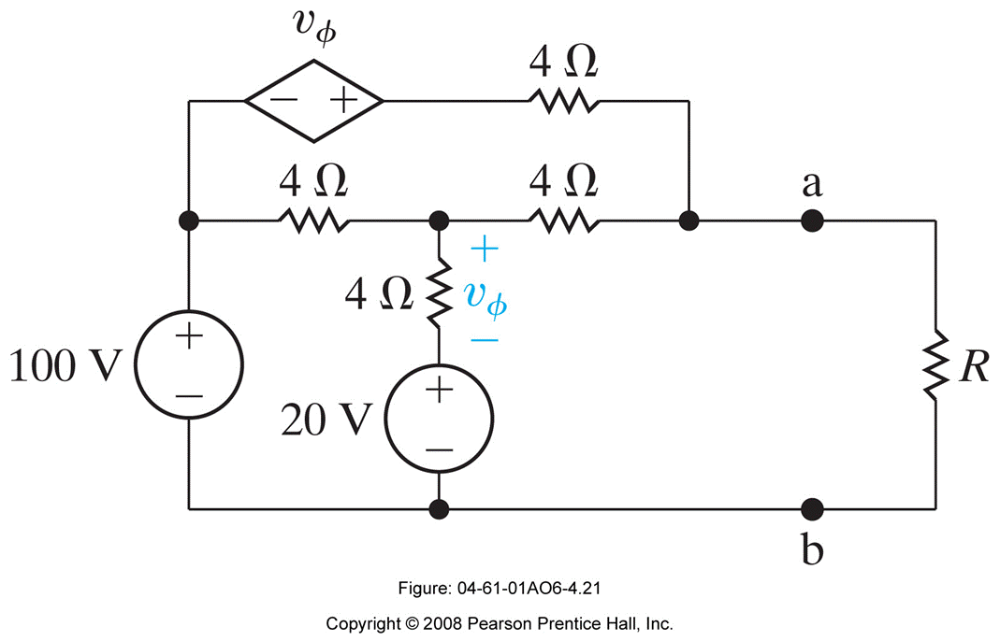 vϕ
− +
4 Ω
4 Ω
4 Ω
a
+
4 Ω
vϕ
−
+
100 V
−
R
+
20 V
−
b
Figure: 04-61-01AO6-4.21
Copyright © 2008 Pearson Prentice Hall, Inc.